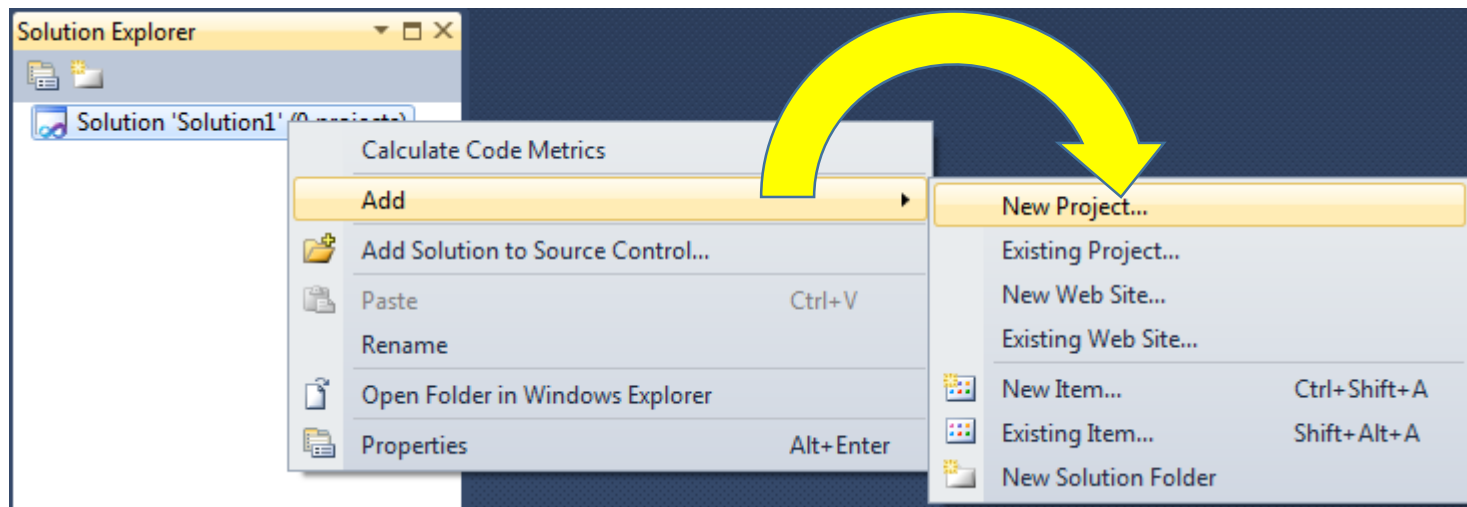 Solution Explorer
Solution 'Solution1' (0 projects)
Calculate Code Metrics
Add
Add Solution to Source Control...
Paste Ctrl+V
Rename
Open Folder in Windows Explorer
Properties Alt+Enter
New Project...
Existing Project...
New Web Site...
Existing Web Site...
New Item... Ctrl+Shift+A
Existing Item... Shift+Alt+A
New Solution Folder